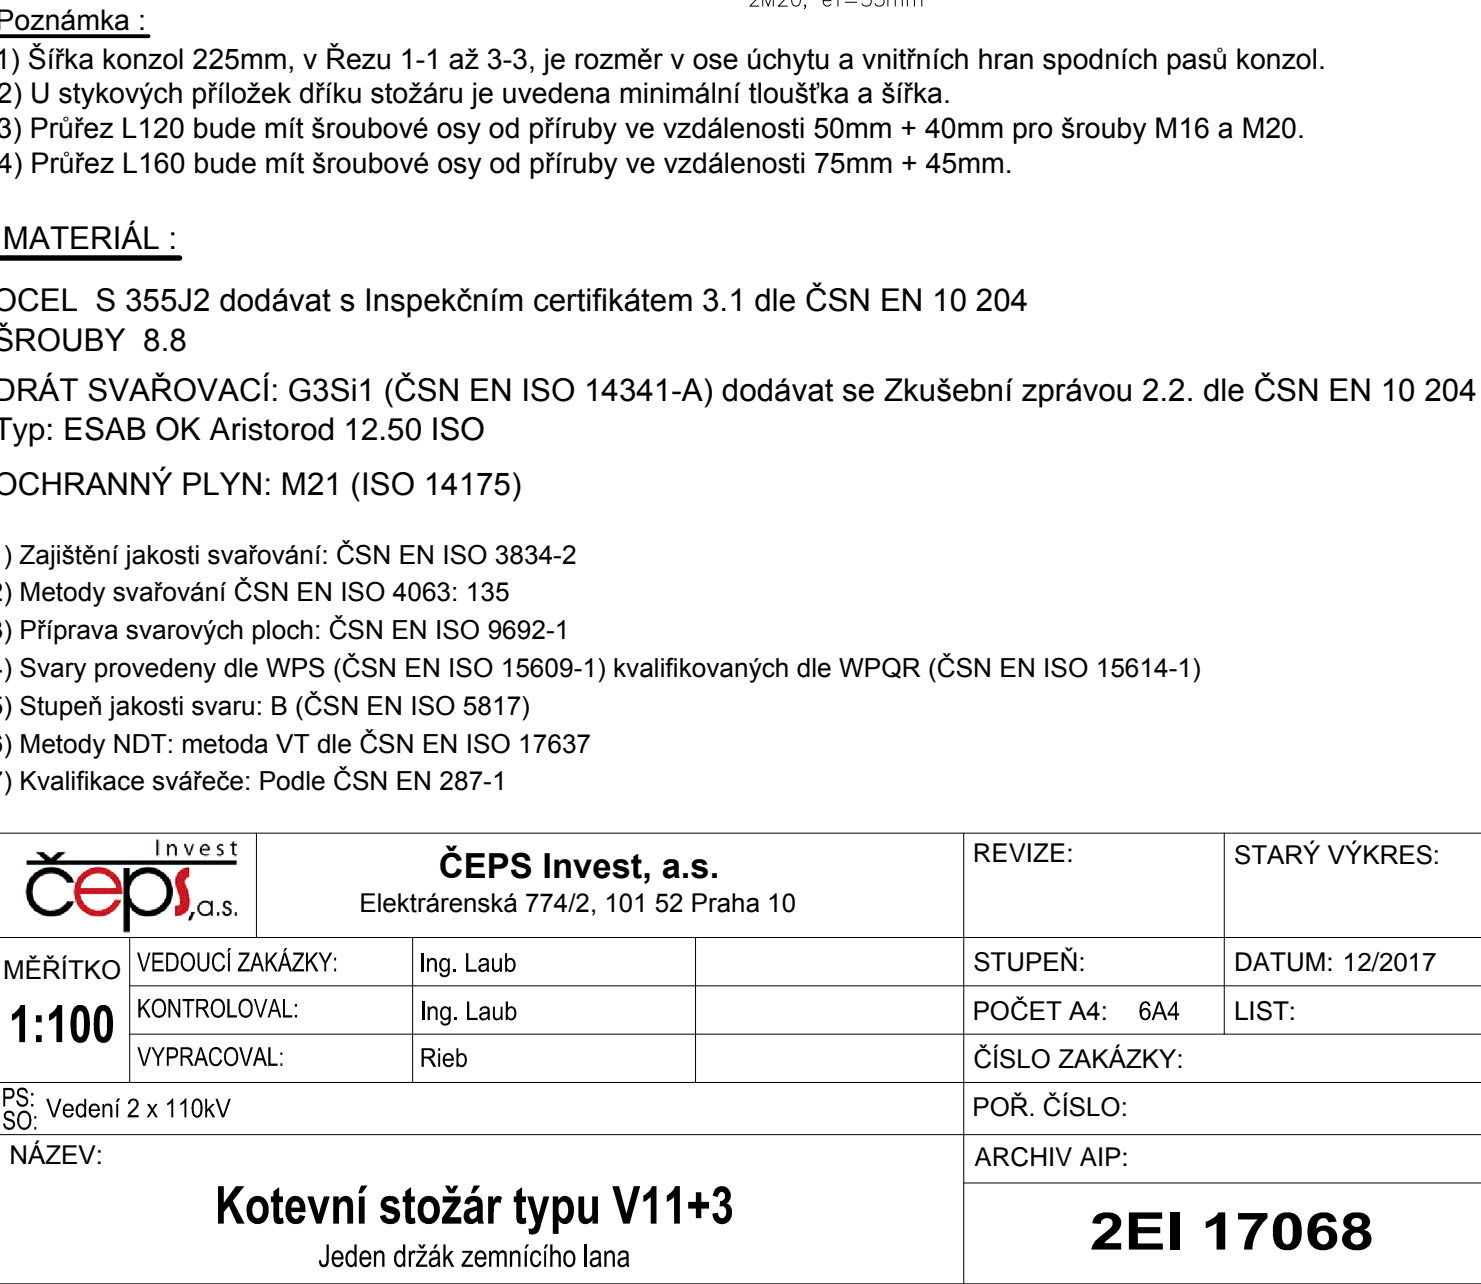 Poznámka :
1) Šířka konzol 225mm, v Řezu 1-1 až 3-3, je rozměr v ose úchytu a vnitřních hran spodních pasů konzol.
2) U stykových příložek dříku stožáru je uvedena minimální tloušťka a šířka.
3) Průřez L120 bude mít šroubové osy od příruby ve vzdálenosti 50mm + 40mm pro šrouby M16 a M20.
4) Průřez L160 bude mít šroubové osy od příruby ve vzdálenosti 75mm + 45mm.
MATERIÁL :
OCEL S 355J2 dodávat s Inspekčním certifikátem 3.1 dle ČSN EN 10 204
ŠROUBY 8.8
DRÁT SVAŘOVACÍ: G3Si1 (ČSN EN ISO 14341-A) dodávat se Zkušební zprávou 2.2. dle ČSN EN 10 204
Typ: ESAB OK Aristorod 12.50 ISO
OCHRANNÝ PLYN: M21 (ISO 14175)
1) Zajištění jakosti svařování: ČSN EN ISO 3834-2
2) Metody svařování ČSN EN ISO 4063: 135
3) Příprava svarových ploch: ČSN EN ISO 9692-1
4) Svary provedeny dle WPS (ČSN EN ISO 15609-1) kvalifikovaných dle WPQR (ČSN EN ISO 15614-1)
5) Stupeň jakosti svaru: B (ČSN EN ISO 5817)
6) Metody NDT: metoda VT dle ČSN EN ISO 17637
7) Kvalifikace svářeče: Podle ČSN EN 287-1
Invest
čeps,a.s.
ČEPS Invest, a.s.
Elektrárenská 774/2, 101 52 Praha 10
REVIZE:
STARÝ VÝKRES:
MĚŘÍTKO
1:100
VEDOUCÍ ZAKÁZKY: Ing. Laub
STUPEŇ:
DATUM: 12/2017
KONTROLOVAL: Ing. Laub
POČET A4: 6A4
LIST:
VYPRACOVAL: Rieb
ČÍSLO ZAKÁZKY:
PS:
SO: Vedení 2 x 110kV
POŘ. ČÍSLO:
NÁZEV:
ARCHIV AIP:
Kotevní stožár typu V11+3
Jeden držák zemnícího lana
2EI 17068